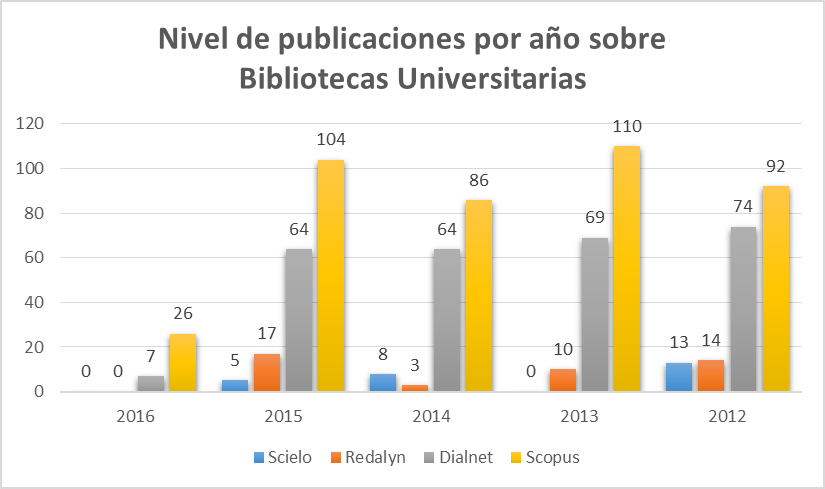 Nivel de publicaciones por año sobre
Bibliotecas Universitarias
120
100
80
60
40
20
0
0 0 7 26
5 17 64 104
8 3 64 86
0 10 69 110
13 14 74 92
2016 2015 2014 2013 2012
Scielo Redalyn Dialnet Scopus